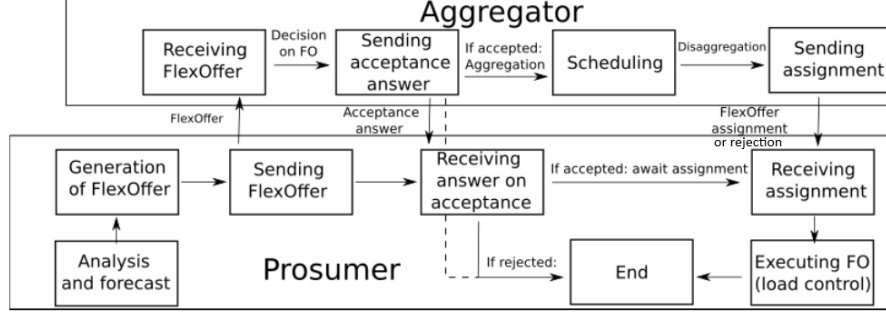 Aggregator
Receiving
FlexOffer
Decision
on FO
Sending
acceptance
answer
If accepted:
Aggregation
Scheduling
Disaggregation
Sending
assignment
FlexOffer
Acceptance
answer
FlexOffer
assignment
or rejection
Generation
of FlexOffer
Sending
FlexOffer
Receiving
answer on
acceptance
If accepted: await assignment
Receiving
assignment
Analysis
and forecast
Prosumer
If rejected:
End
Executing FO
(load control)